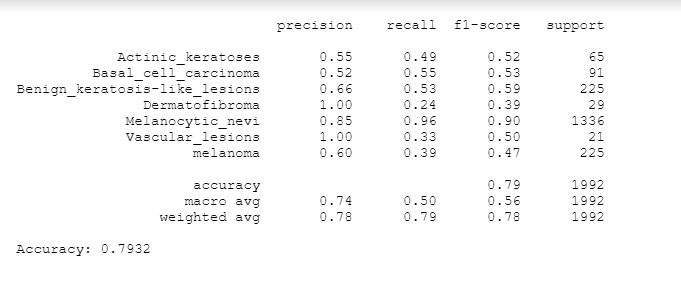 precision recall f1-score support
Actinic_keratoses 0.55 0.49 0.52 65
Basal_cell_carcinoma 0.52 0.55 0.53 91
Benign_keratosis-like_lesions 0.66 0.53 0.59 225
Dermatofibroma 1.00 0.24 0.39 29
Melanocytic_nevi 0.85 0.96 0.90 1336
Vascular_lesions 1.00 0.33 0.50 21
melanoma 0.60 0.39 0.47 225
accuracy 0.79 1992
macro avg 0.74 0.50 0.56 1992
weighted avg 0.78 0.79 0.78 1992
Accuracy: 0.7932